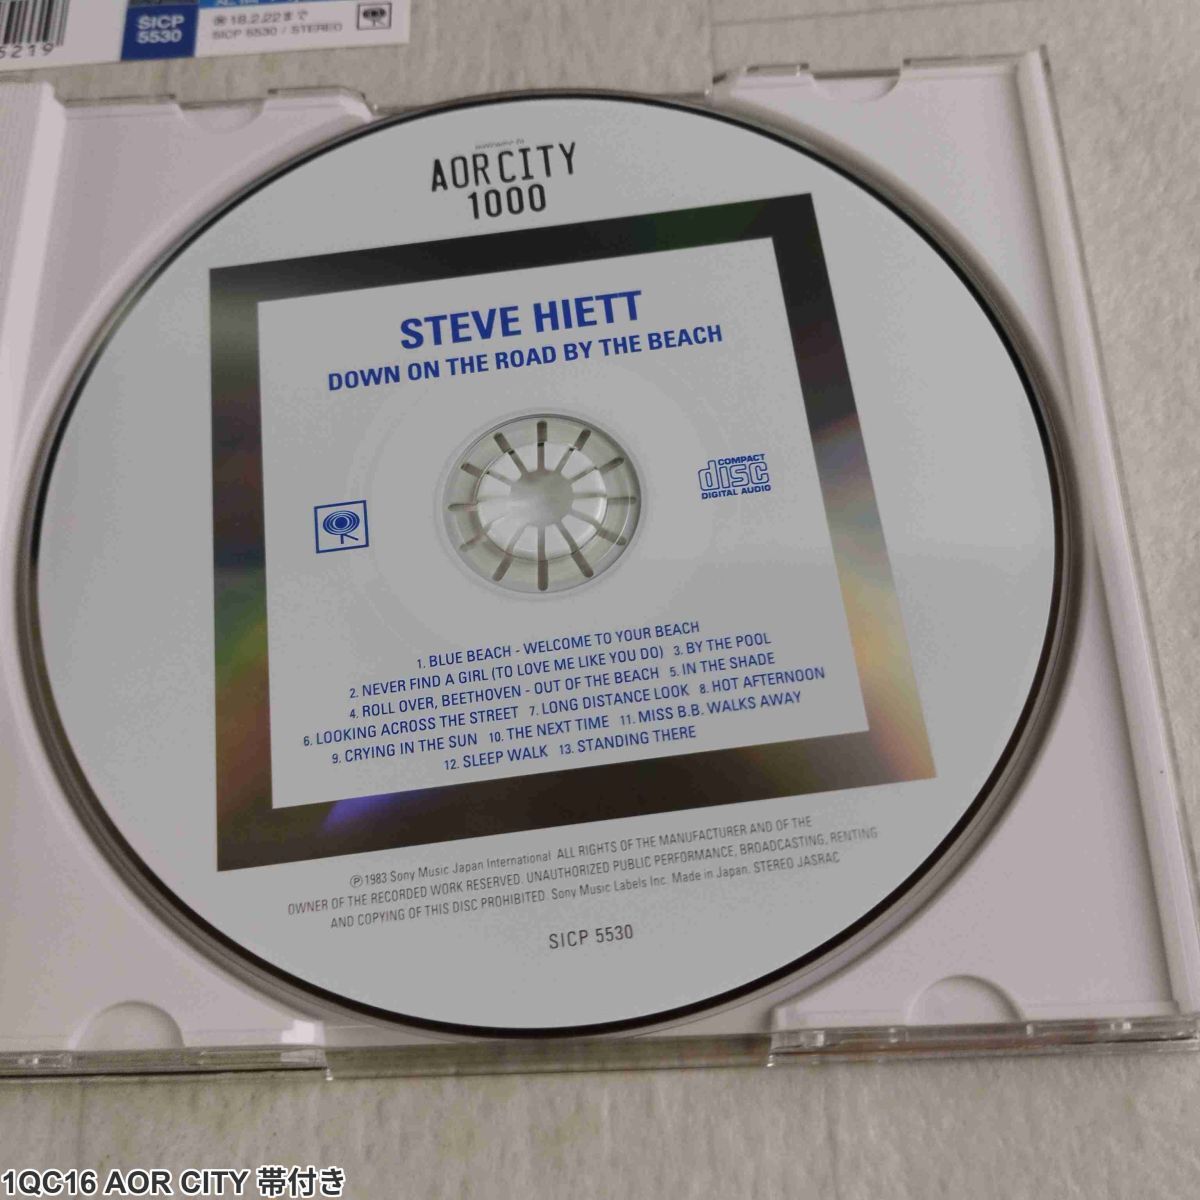 5219
SICP
5530
18.2.22まで
SICP 5530 / STEREO
welcome to
AOR CITY
1000
STEVE HIETT
DOWN ON THE ROAD BY THE BEACH
COMPACT
disc
DIGITAL AUDIO
1. BLUE BEACH - WELCOME TO YOUR BEACH
2. NEVER FIND A GIRL (TO LOVE ME LIKE YOU DO) 3. BY THE POOL
4. ROLL OVER, BEETHOVEN - OUT OF THE BEACH 5. IN THE SHADE
6. LOOKING ACROSS THE STREET 7. LONG DISTANCE LOOK 8. HOT AFTERNOON
9. CRYING IN THE SUN 10. THE NEXT TIME 11. MISS B.B. WALKS AWAY
12. SLEEP WALK 13. STANDING THERE
Ⓟ1983 Sony Music Japan International ALL RIGHTS OF THE MANUFACTURER AND OF THE
OWNER OF THE RECORDED WORK RESERVED. UNAUTHORIZED PUBLIC PERFORMANCE, BROADCASTING, RENTING
AND COPYING OF THIS DISC PROHIBITED. Sony Music Labels Inc. Made in Japan. STEREO JASRAC
SICP 5530
1QC16 AOR CITY 帯付き